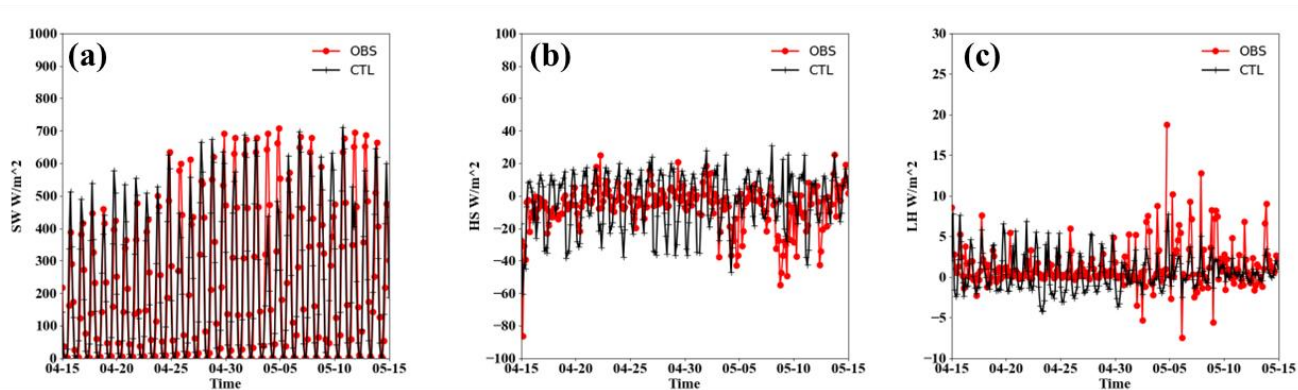 (a)
OBS
CTL
1000
900
800
700
600
500
400
300
200
100
0
SW W/m^2
04-15 04-20 04-25 04-30 05-05 05-10 05-15
Time
(b)
OBS
CTL
100
80
60
40
20
0
−20
−40
−60
−80
−100
HS W/m^2
04-15 04-20 04-25 04-30 05-05 05-10 05-15
Time
(c)
OBS
CTL
30
25
20
15
10
5
0
−5
−10
LH W/m^2
04-15 04-20 04-25 04-30 05-05 05-10 05-15
Time